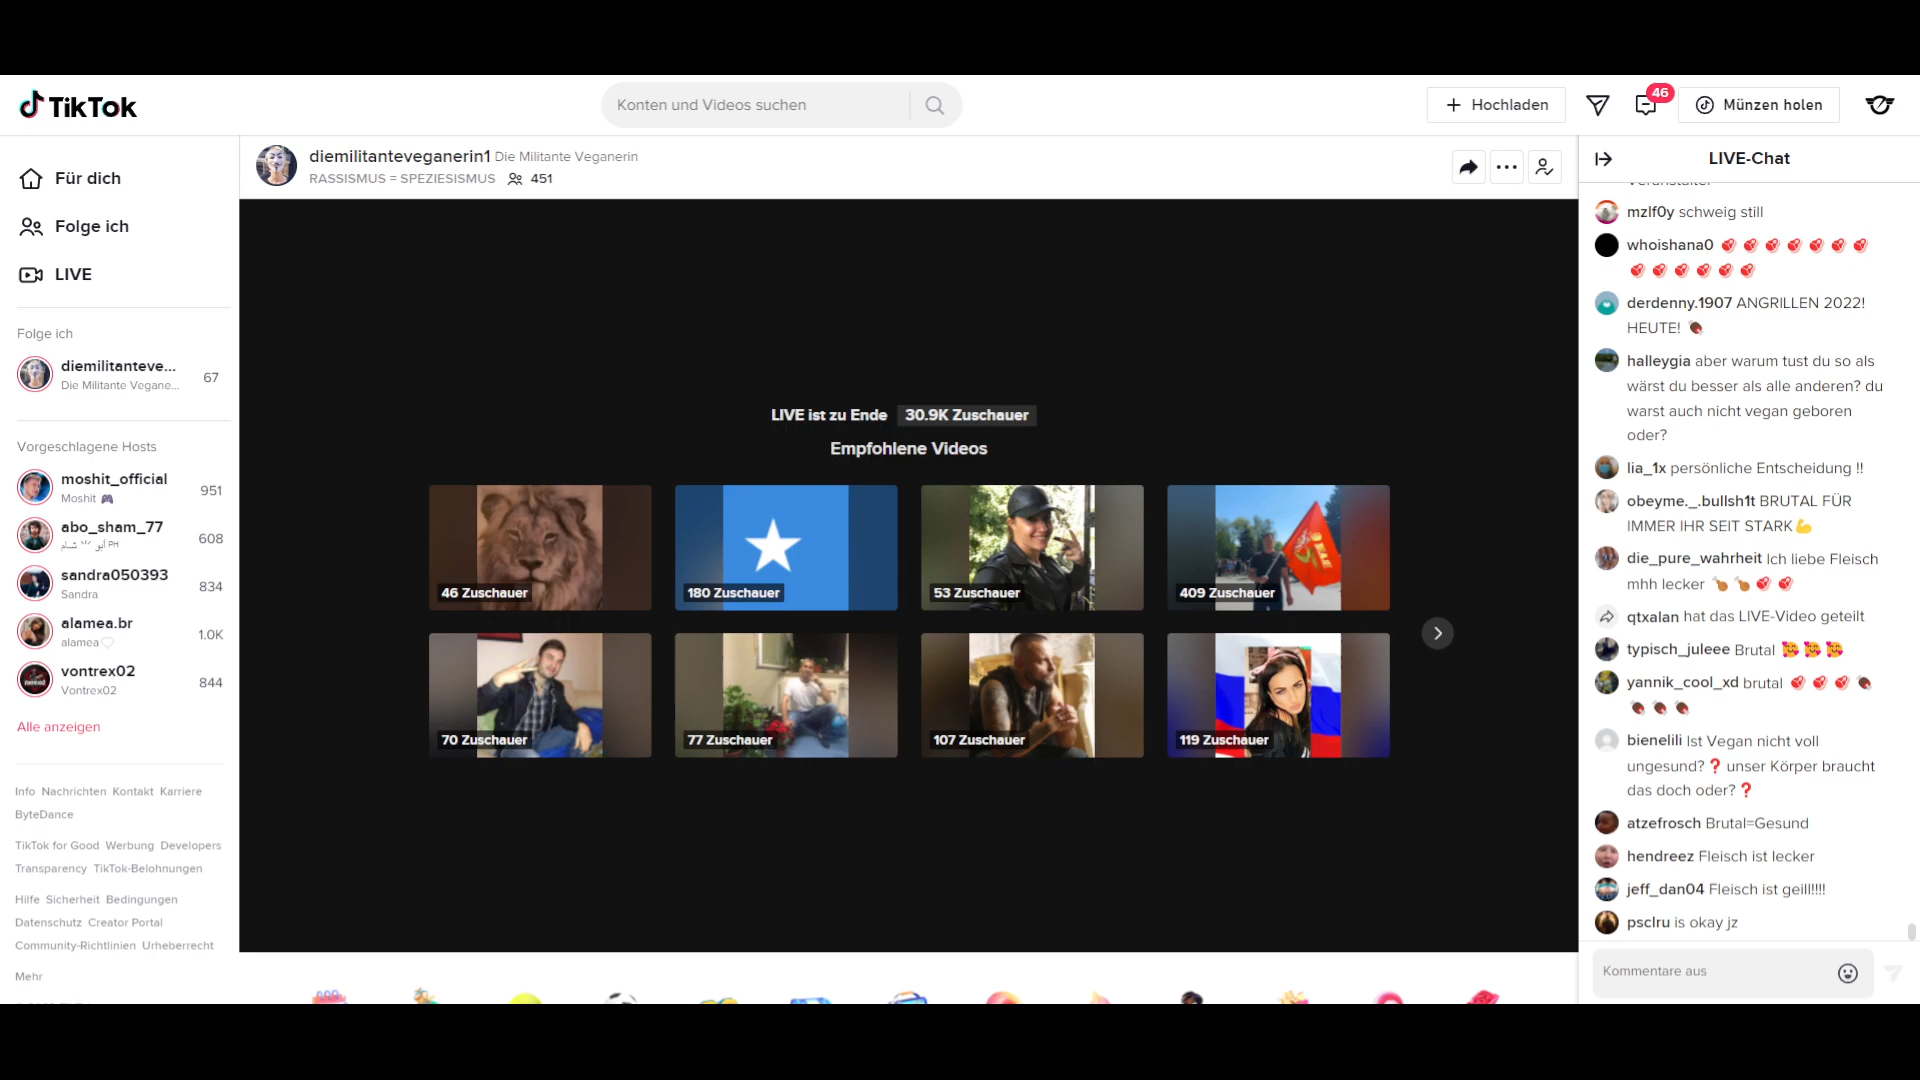 TikTok
Konten und Videos suchen
Hochladen
46
Münzen holen
Für dich
Folge ich
LIVE
Folge ich
diemilitanteve...
Die Militante Vegane...
67
Vorgeschlagene Hosts
moshit_official
Moshit
951
abo_sham_77
608
sandra050393
Sandra
834
alamea.br
alamea
1.0K
vontrex02
Vontrex02
844
Alle anzeigen
Info Nachrichten Kontakt Karriere
ByteDance
TikTok for Good Werbung Developers
Transparency TikTok-Belohnungen
Hilfe Sicherheit Bedingungen
Datenschutz Creator Portal
Community-Richtlinien Urheberrecht
Mehr
diemilitanteveganerin1 Die Militante Veganerin
RASSISMUS = SPEZIESISMUS 451
LIVE ist zu Ende 30.9K Zuschauer
Empfohlene Videos
46 Zuschauer
180 Zuschauer
53 Zuschauer
409 Zuschauer
70 Zuschauer
77 Zuschauer
107 Zuschauer
119 Zuschauer
LIVE-Chat
Veranstalter
mzlf0y schweig still
whoishana0
derdenny.1907 ANGRILLEN 2022!
HEUTE!
halleygia aber warum tust du so als
wärst du besser als alle anderen? du
warst auch nicht vegan geboren
oder?
lia_1x persönliche Entscheidung !!
obeyme._.bullsh1t BRUTAL FÜR
IMMER IHR SEIT STARK💪
die_pure_wahrheit Ich liebe Fleisch
mhh lecker 🍗 🍗 🥩 🥩
qtxalan hat das LIVE-Video geteilt
typisch_juleee Brutal 🥰 🥰 🥰
yannik_cool_xd brutal
bienelili Ist Vegan nicht voll
ungesund?❓ unser Körper braucht
das doch oder?❓
atzefrosch Brutal=Gesund
hendreez Fleisch ist lecker
jeff_dan04 Fleisch ist geill!!!!
psclru is okay jz
Kommentare aus